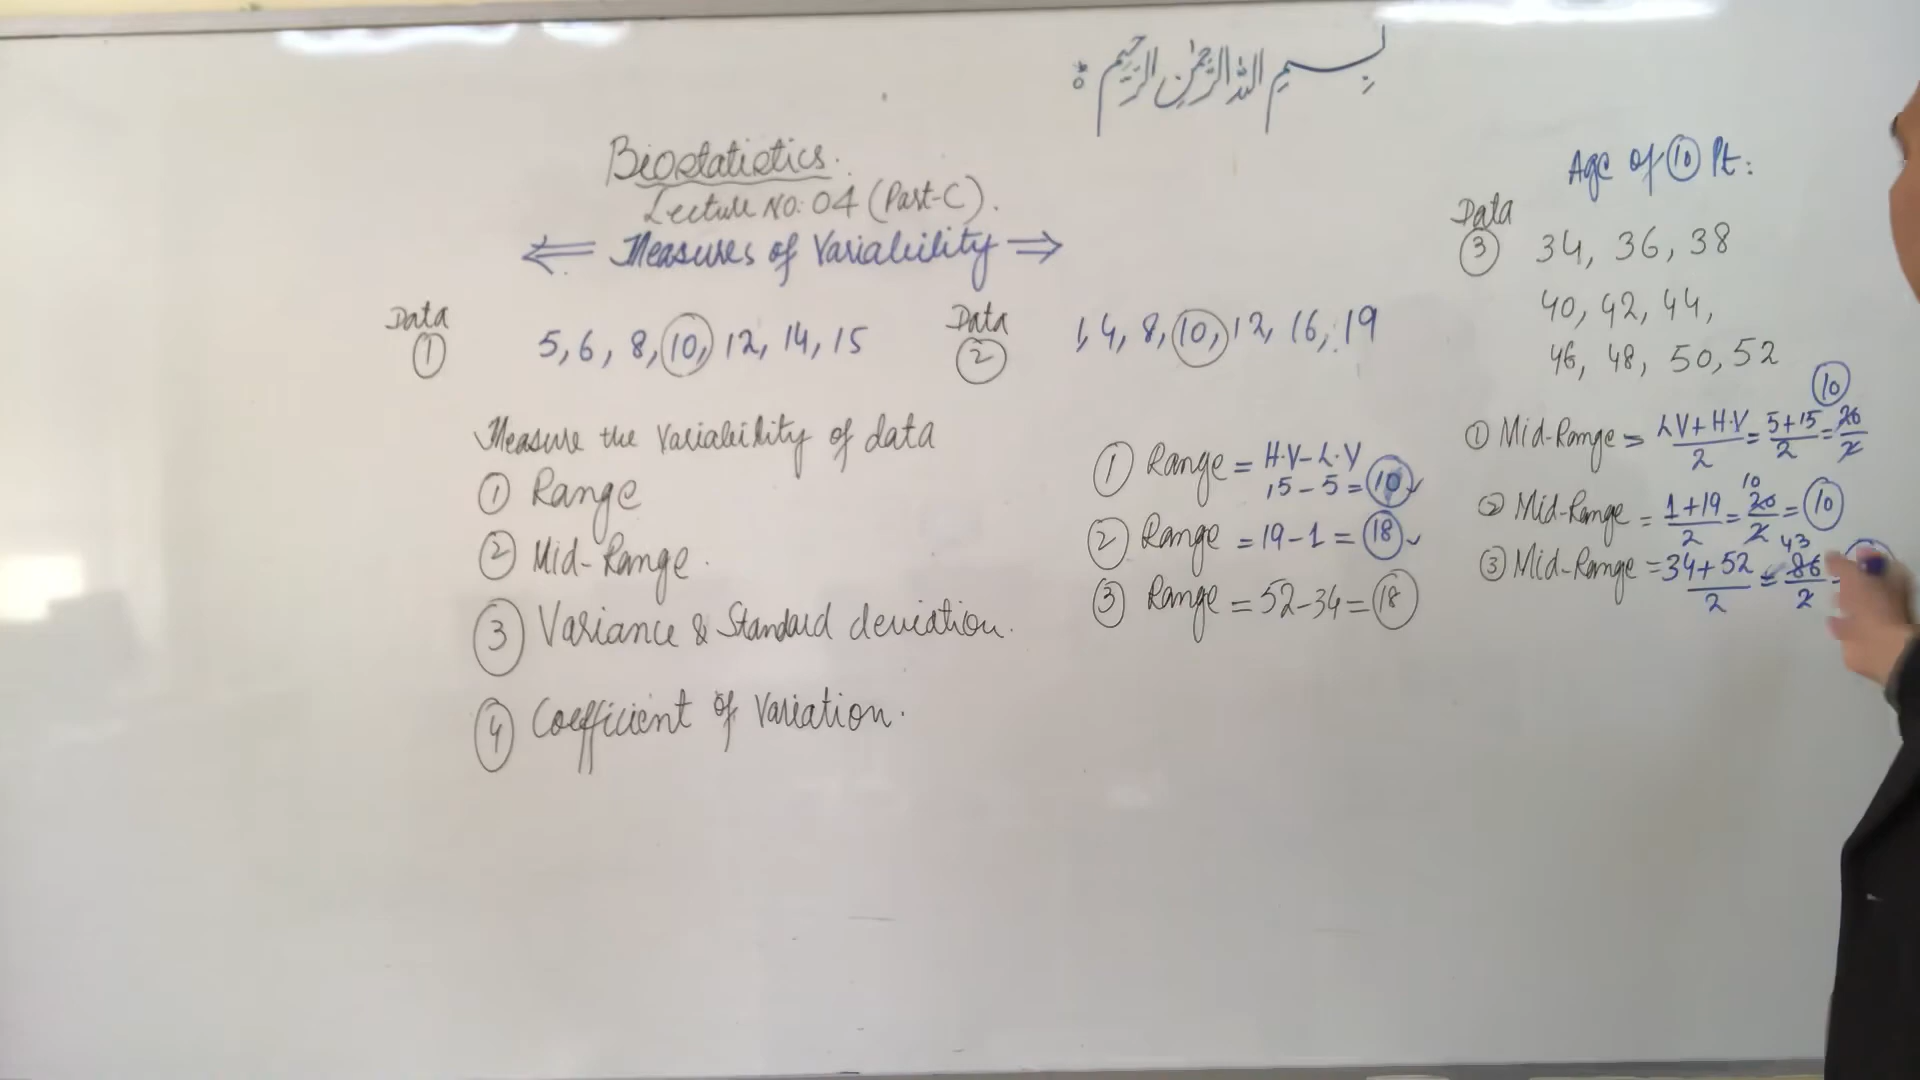 بسم الله الرحمن الرحيم
Biostatistics.
Lecture No: 04 (Part-C).
Measures of Variability
Data
① 5, 6, 8, 10, 12, 14, 15
Data
② 1, 4, 8, 10, 12, 16, 19
Measure the Variability of data
① Range
② Mid-Range.
③ Variance & Standard deviation.
④ Coefficient of Variation.
① Range = H.V-L.V
15-5=10
② Range = 19-1 = 18
③ Range = 52-34=18
Age of 10 Pt:
Data
③ 34, 36, 38
40, 42, 44,
46, 48, 50, 52
10
① Mid-Range = LV+H.V/2 = 5+15/2 = 20/2
② Mid-Range = 1+19/2 = 20/2 = 10
10
③ Mid-Range = 34+52/2 = 86/2
43